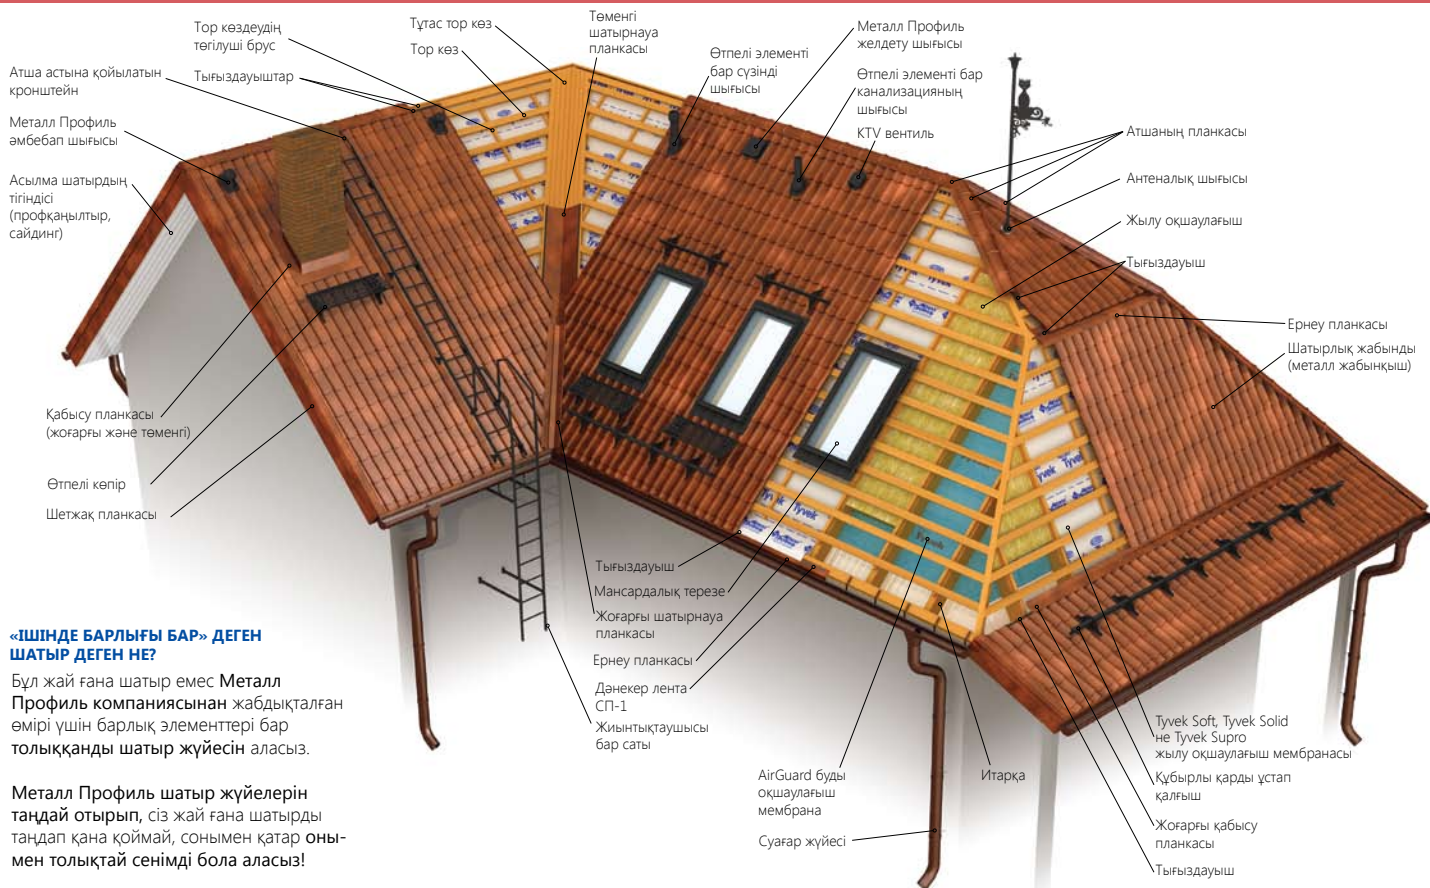 Тор көздеудің
төгілуші брус
Тұтас тор көз
Тор көз
Төменгі
шатырнауа
планкасы
Өтпелі элементі
бар сүзінді
шығысы
Металл Профиль
желдету шығысы
Өтпелі элементі бар
канализацияның
шығысы
KTV вентиль
Атша астына қойылатын
кронштейн
Тығыздауыштар
Металл Профиль
әмбебап шығысы
Асылма шатырдың
тігіндісі
(профқаңылтыр,
сайдинг)
Атшаның планкасы
Антеналық шығысы
Жылу оқшаулағыш
Тығыздауыш
Ернеу планкасы
Шатырлық жабынды
(металл жабынқыш)
Қабысу планкасы
(жоғарғы және төменгі)
Өтпелі көпір
Шетжақ планкасы
Тығыздауыш
Мансардалық терезе
Жоғарғы шатырнауа
планкасы
Ернеу планкасы
Дәнекер лента
СП-1
Жиынтықтаушысы
бар саты
AirGuard буды
оқшаулағыш
мембрана
Суағар жүйесі
Итарқа
Tyvek Soft, Tyvek Solid
не Tyvek Supro
жылу оқшаулағыш мембранасы
Құбырлы қарды ұстап
қалғыш
Жоғарғы қабысу
планкасы
Тығыздауыш
«ІШІНДЕ БАРЛЫҒЫ БАР» ДЕГЕН
ШАТЫР ДЕГЕН НЕ?
Бұл жай ғана шатыр емес Металл
Профиль компаниясынан жабдықталған
өмірі үшін барлық элементтері бар
толыққанды шатыр жүйесін аласыз.
Металл Профиль шатыр жүйелерін
таңдай отырып, сіз жай ғана шатырды
таңдап қана қоймай, сонымен қатар оны-
мен толықтай сенімді бола аласыз!
Tyvek
Tyvek
Tyvek
Tyvek